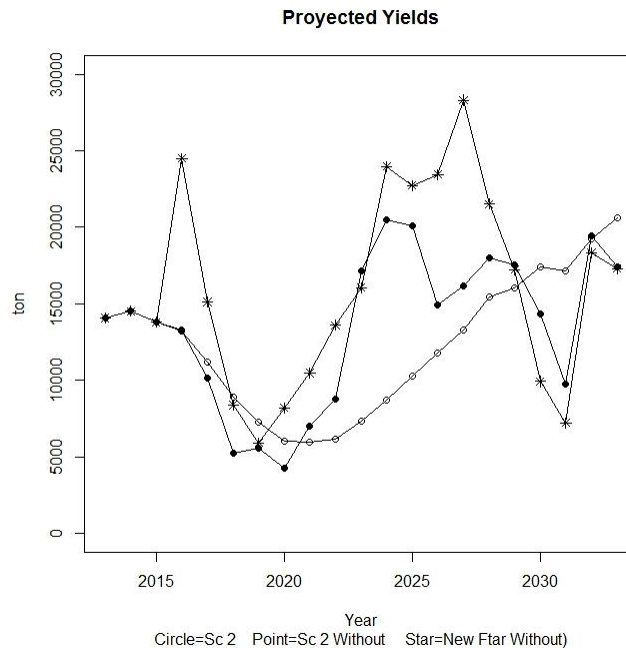 Proyected Yields
30000
25000
20000
15000
10000
5000
0
ton
2015 2020 2025 2030
Year
Circle=Sc 2 Point=Sc 2 Without Star=New Ftar Without)